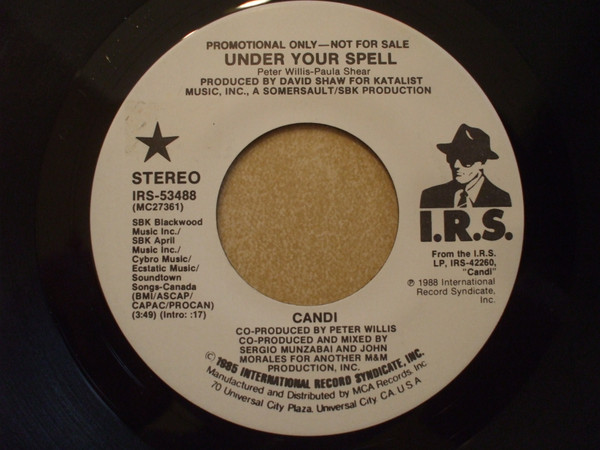 PROMOTIONAL ONLY—NOT FOR SALE
UNDER YOUR SPELL
Peter Willis-Paula Shear
PRODUCED BY DAVID SHAW FOR KATALIST
MUSIC, INC., A SOMERSAULT/SBK PRODUCTION
STEREO
IRS-53488
(MC27361)
SBK Blackwood
Music Inc./
SBK April
Music Inc./
Cybro Music/
Ecstatic Music/
Soundtown
Songs-Canada
(BMI/ASCAP/
CAPAC/PROCAN)
(3:49) (Intro: :17)
I.R.S.
From the I.R.S.
LP, IRS-42260,
"Candi"
℗ 1988 International
Record Syndicate,
Inc.
CANDI
CO-PRODUCED BY PETER WILLIS
CO-PRODUCED AND MIXED BY
SERGIO MUNZABAI AND JOHN
MORALES FOR ANOTHER M&M
PRODUCTION, INC.
© 1985 INTERNATIONAL RECORD SYNDICATE, INC.
Manufactured and Distributed by MCA Records, Inc.
70 Universal City Plaza, Universal City, CA U S A